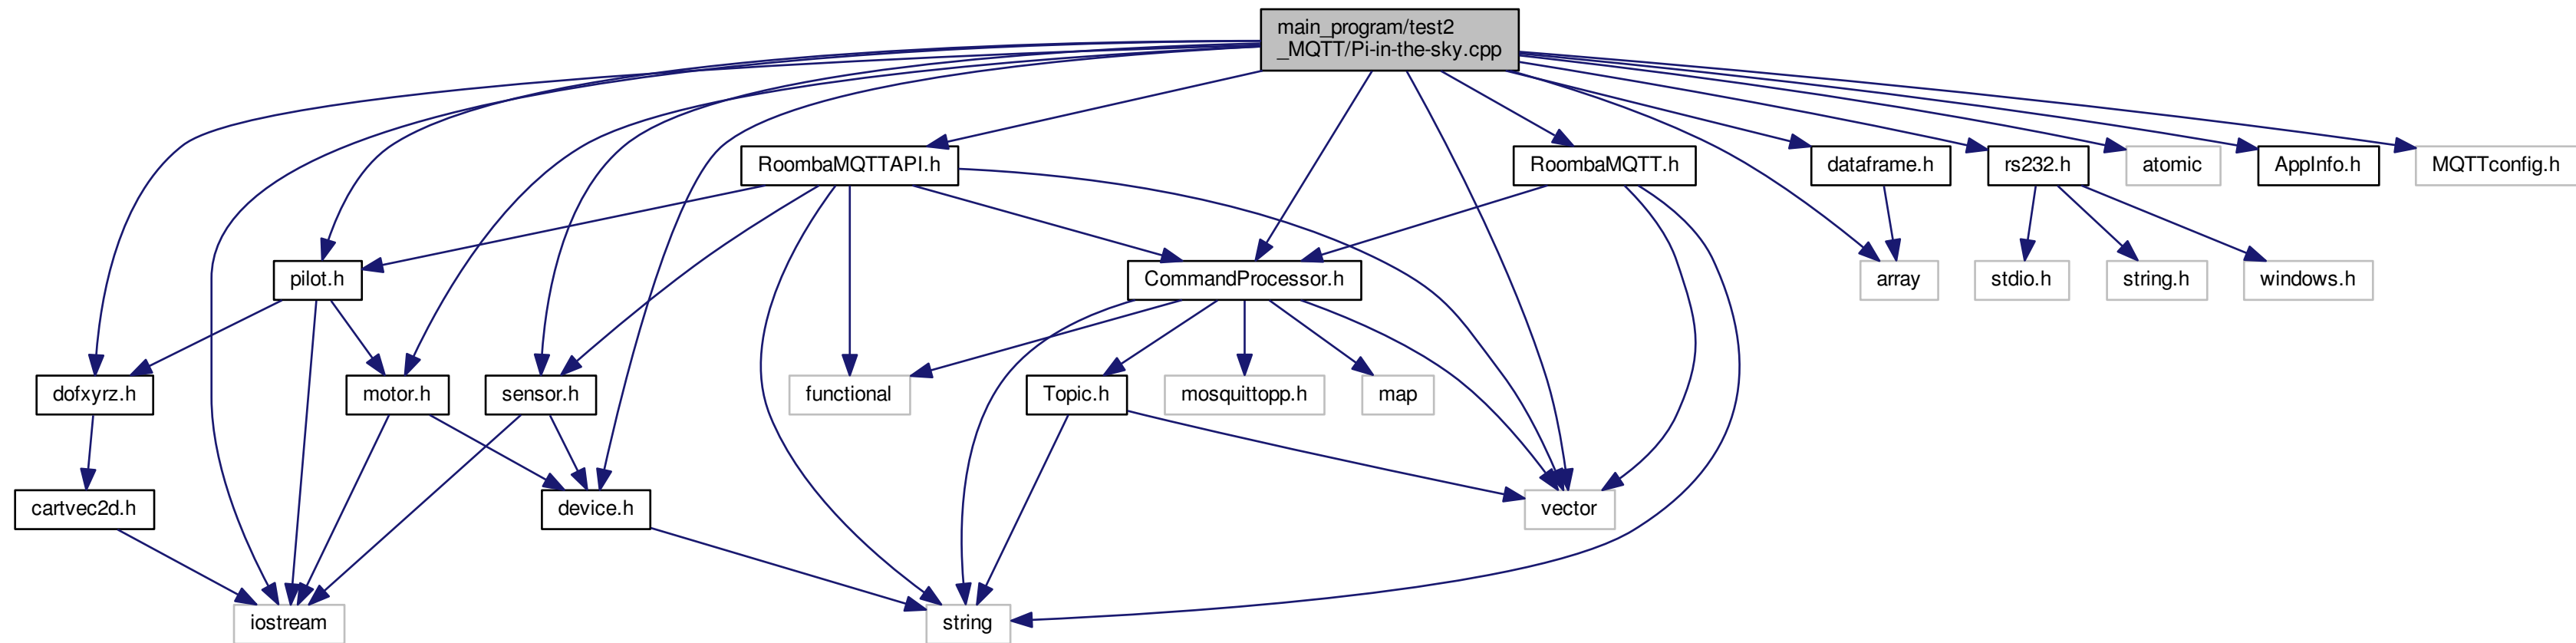 main_program/test2
_MQTT/Pi-in-the-sky.cpp
RoombaMQTTAPI.h
RoombaMQTT.h
dataframe.h
rs232.h
atomic
AppInfo.h
MQTTconfig.h
pilot.h
CommandProcessor.h
array
stdio.h
string.h
windows.h
dofxyrz.h
motor.h
sensor.h
functional
Topic.h
mosquittopp.h
map
cartvec2d.h
device.h
vector
iostream
string